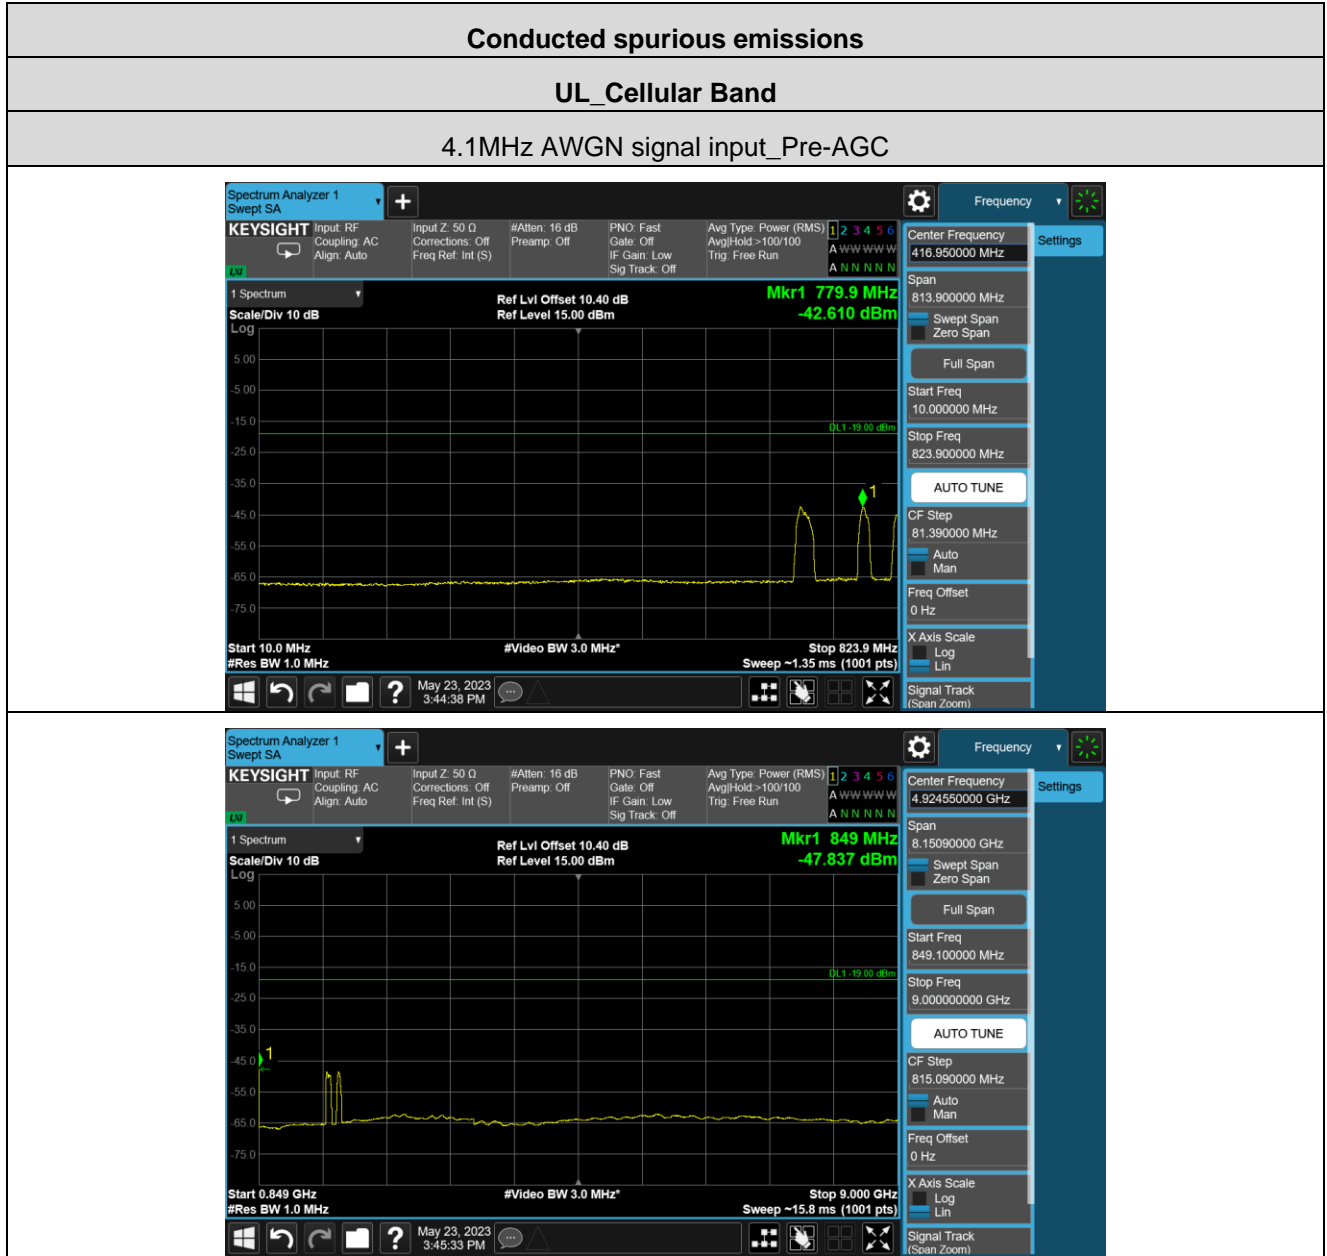 Conducted spurious emissions
UL_Cellular Band
4.1MHz AWGN signal input_Pre-AGC
Spectrum Analyzer 1
Swept SA
+
Frequency
KEYSIGHT
Input: RF
Coupling: AC
Align: Auto
Input Z: 50 Ω
Corrections: Off
Freq Ref: Int (S)
#Atten: 16 dB
Preamp: Off
PNO: Fast
Gate: Off
IF Gain: Low
Sig Track: Off
Avg Type: Power (RMS)
Avg|Hold:>100/100
Trig: Free Run
1 2 3 4 5 6
A W W W W W
A N N N N N
LXI
Center Frequency
416.950000 MHz
Settings
1 Spectrum
Scale/Div 10 dB
Log
Ref Lvl Offset 10.40 dB
Ref Level 15.00 dBm
Mkr1 779.9 MHz
-42.610 dBm
Span
813.900000 MHz
Swept Span
Zero Span
Full Span
Start Freq
10.000000 MHz
Stop Freq
823.900000 MHz
AUTO TUNE
CF Step
81.390000 MHz
Auto
Man
Freq Offset
0 Hz
X Axis Scale
Log
Lin
Signal Track
(Span Zoom)
5.00
-5.00
-15.0
DL1 -19.00 dBm
-25.0
-35.0
1
-45.0
-55.0
-65.0
-75.0
Start 10.0 MHz
#Res BW 1.0 MHz
#Video BW 3.0 MHz*
Stop 823.9 MHz
Sweep ~1.35 ms (1001 pts)
?
May 23, 2023
3:44:38 PM
Spectrum Analyzer 1
Swept SA
+
Frequency
KEYSIGHT
Input: RF
Coupling: AC
Align: Auto
Input Z: 50 Ω
Corrections: Off
Freq Ref: Int (S)
#Atten: 16 dB
Preamp: Off
PNO: Fast
Gate: Off
IF Gain: Low
Sig Track: Off
Avg Type: Power (RMS)
Avg|Hold:>100/100
Trig: Free Run
1 2 3 4 5 6
A W W W W W
A N N N N N
LXI
Center Frequency
4.924550000 GHz
Settings
1 Spectrum
Scale/Div 10 dB
Log
Ref Lvl Offset 10.40 dB
Ref Level 15.00 dBm
Mkr1 849 MHz
-47.837 dBm
Span
8.15090000 GHz
Swept Span
Zero Span
Full Span
Start Freq
849.100000 MHz
Stop Freq
9.000000000 GHz
AUTO TUNE
CF Step
815.090000 MHz
Auto
Man
Freq Offset
0 Hz
X Axis Scale
Log
Lin
Signal Track
(Span Zoom)
5.00
-5.00
-15.0
DL1 -19.00 dBm
-25.0
-35.0
1
-45.0
-55.0
-65.0
-75.0
Start 0.849 GHz
#Res BW 1.0 MHz
#Video BW 3.0 MHz*
Stop 9.000 GHz
Sweep ~15.8 ms (1001 pts)
?
May 23, 2023
3:45:33 PM